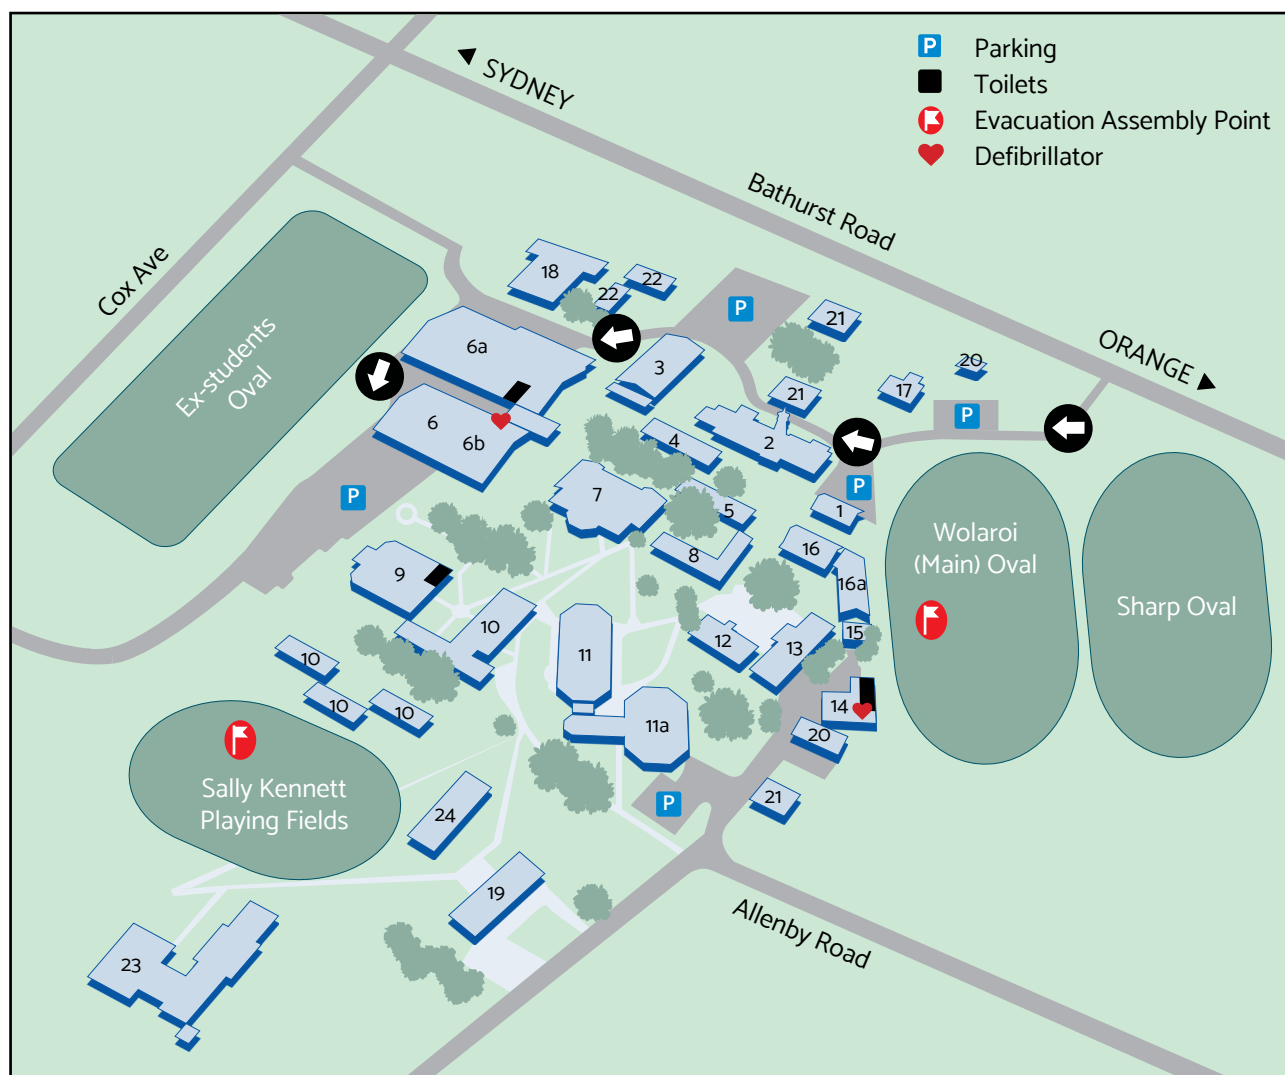 P Parking
Toilets
Evacuation Assembly Point
Defibrillator
SYDNEY
Bathurst Road
ORANGE
Cox Ave
Ex-students
Oval
18
22
22
P
21
6a
3
20
17
21
P
6
6b
4
2
P
P
7
5
1
Wolaroi
(Main) Oval
16
8
9
16a
Sharp Oval
10
15
12
13
11
10
10
10
14
11a
20
Sally Kennett
Playing Fields
P
21
24
19
Allenby Road
23